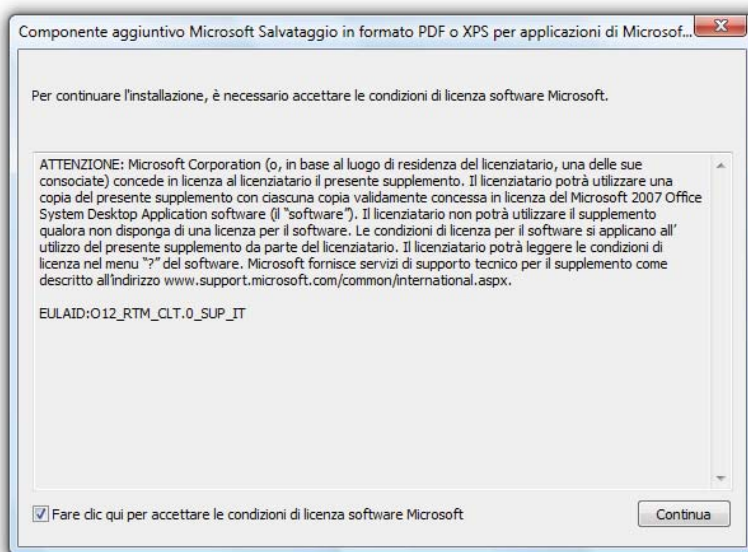 Componente aggiuntivo Microsoft Salvataggio in formato PDF o XPS per applicazioni di Microsof...
Per continuare l'installazione, è necessario accettare le condizioni di licenza software Microsoft.
ATTENZIONE: Microsoft Corporation (o, in base al luogo di residenza del licenziatario, una delle sue
consociate) concede in licenza al licenziatario il presente supplemento. Il licenziatario potrà utilizzare una
copia del presente supplemento con ciascuna copia validamente concessa in licenza del Microsoft 2007 Office
System Desktop Application software (il “software”). Il licenziatario non potrà utilizzare il supplemento
qualora non disponga di una licenza per il software. Le condizioni di licenza per il software si applicano all’
utilizzo del presente supplemento da parte del licenziatario. Il licenziatario potrà leggere le condizioni di
licenza nel menu “?” del software. Microsoft fornisce servizi di supporto tecnico per il supplemento come
descritto all’indirizzo www.support.microsoft.com/common/international.aspx.
EULAID:O12_RTM_CLT.0_SUP_IT
Fare clic qui per accettare le condizioni di licenza software Microsoft
Continua